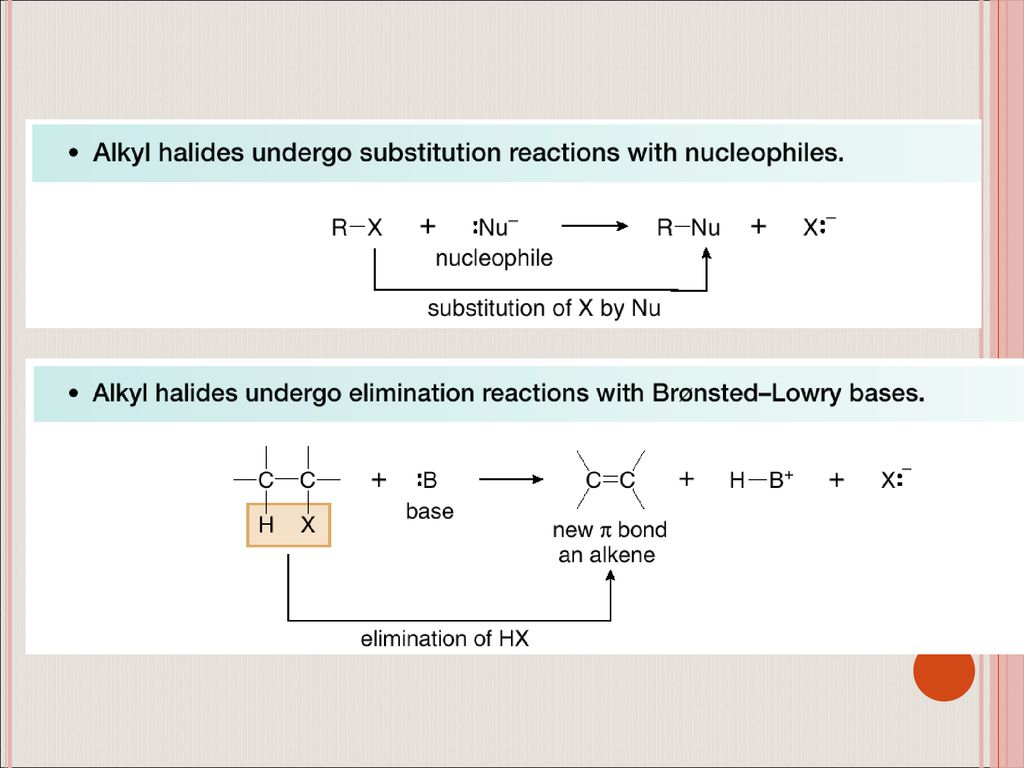 • Alkyl halides undergo substitution reactions with nucleophiles.
R—X + :Nu⁻ ⟶ R—Nu + X:⁻
nucleophile
substitution of X by Nu
• Alkyl halides undergo elimination reactions with Brønsted–Lowry bases.
—C—C— + :B ⟶ C=C + H—B⁺ + X:⁻
base
H X
new π bond
an alkene
elimination of HX